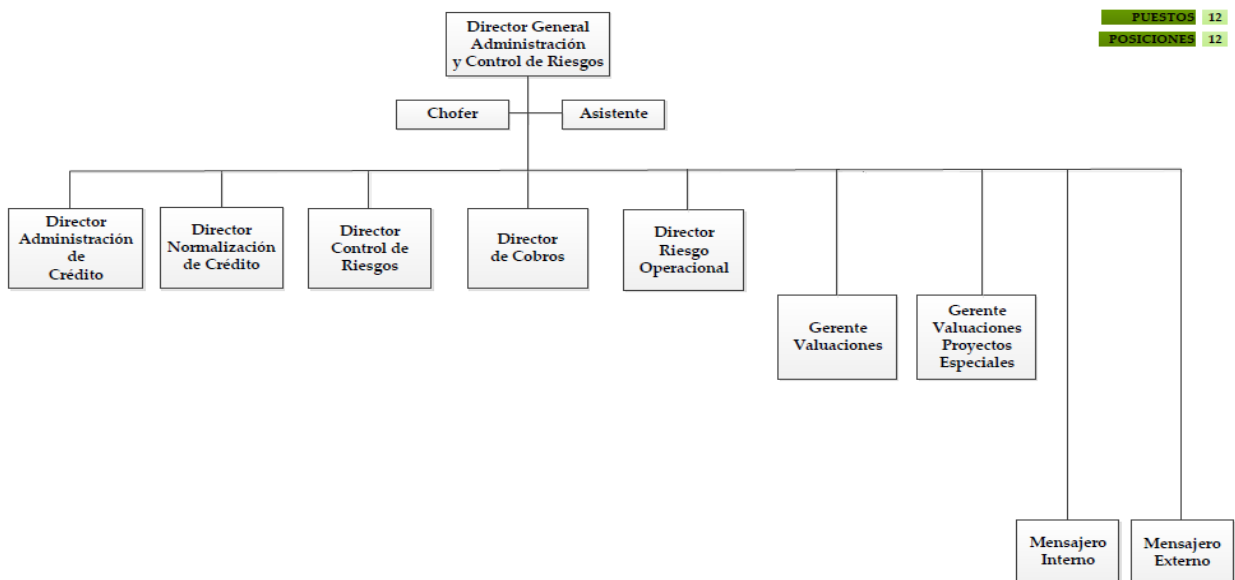 PUESTOS 12
POSICIONES 12
Director General
Administración
y Control de Riesgos
Chofer
Asistente
Director
Administración
de
Crédito
Director
Normalización
de Crédito
Director
Control de
Riesgos
Director
de Cobros
Director
Riesgo
Operacional
Gerente
Valuaciones
Gerente
Valuaciones
Proyectos
Especiales
Mensajero
Interno
Mensajero
Externo